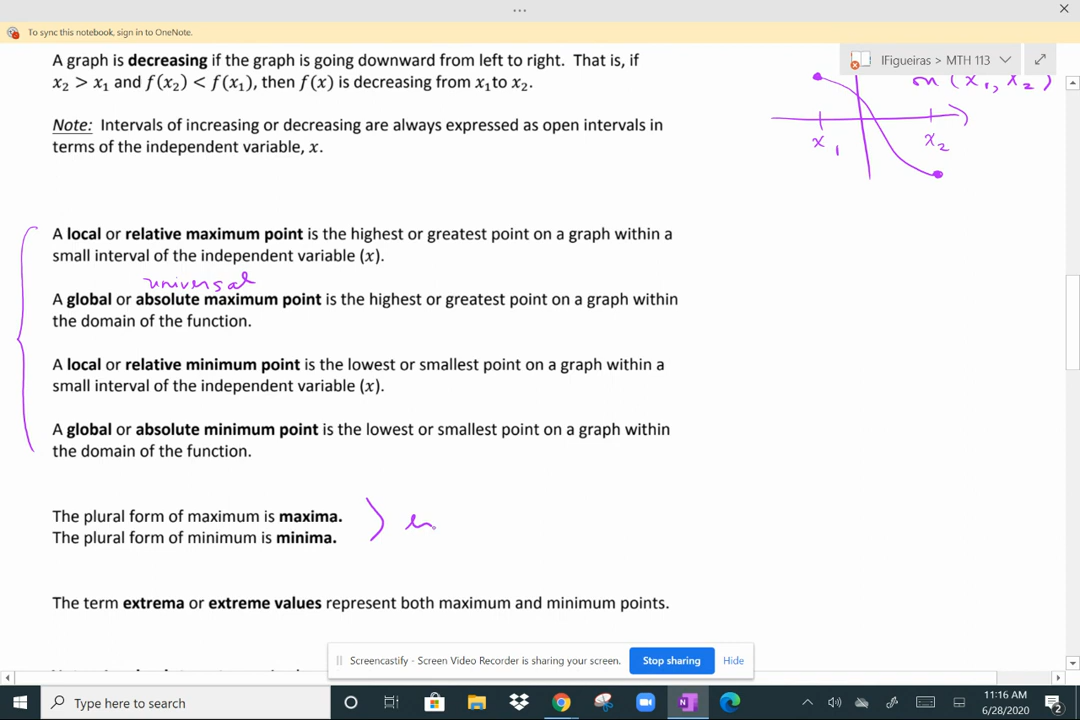 To sync this notebook, sign in to OneNote.
A graph is decreasing if the graph is going downward from left to right. That is, if
x₂ > x₁ and f(x₂) < f(x₁), then f(x) is decreasing from x₁ to x₂.
IFigueiras > MTH 113
on (x₁, x₂)
x₁ x₂
Note: Intervals of increasing or decreasing are always expressed as open intervals in
terms of the independent variable, x.
A local or relative maximum point is the highest or greatest point on a graph within a
small interval of the independent variable (x).
universal
A global or absolute maximum point is the highest or greatest point on a graph within
the domain of the function.
A local or relative minimum point is the lowest or smallest point on a graph within a
small interval of the independent variable (x).
A global or absolute minimum point is the lowest or smallest point on a graph within
the domain of the function.
The plural form of maximum is maxima.
The plural form of minimum is minima.
The term extrema or extreme values represent both maximum and minimum points.
Screencastify - Screen Video Recorder is sharing your screen.
Stop sharing
Hide
Type here to search
11:16 AM
6/28/2020
2